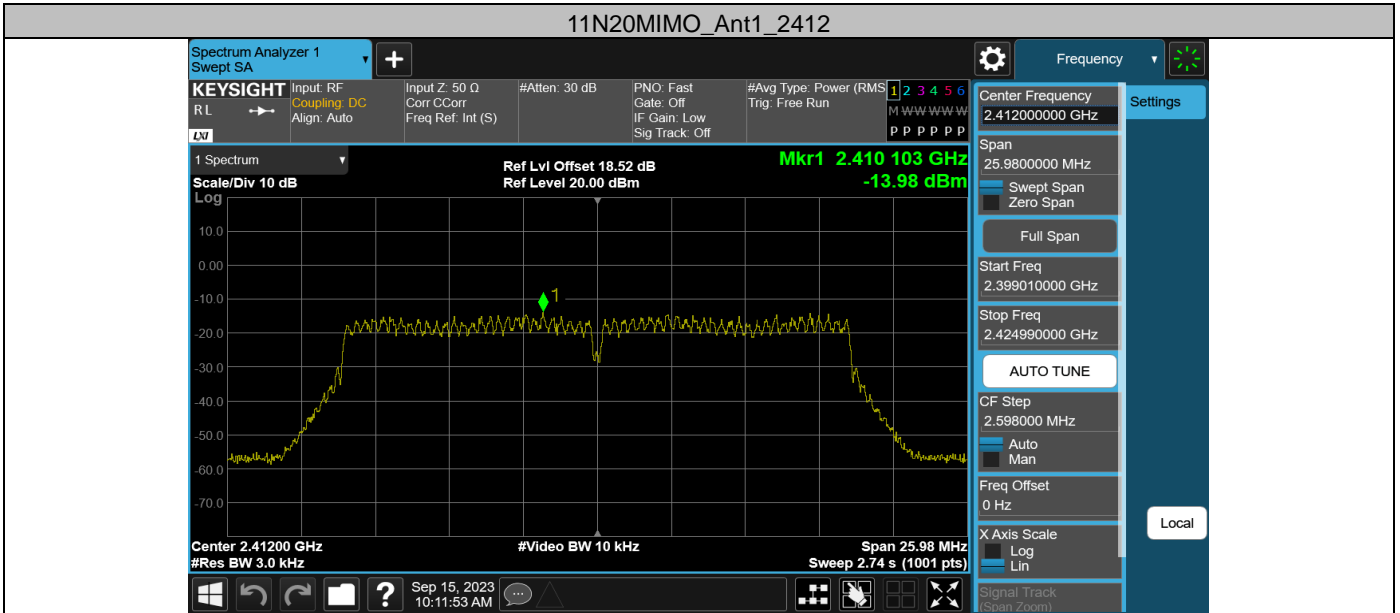 11N20MIMO_Ant1_2412
Spectrum Analyzer 1
Swept SA
+
Frequency
KEYSIGHT
RL
LXI
Input: RF
Coupling: DC
Align: Auto
Input Z: 50 Ω
Corr CCorr
Freq Ref: Int (S)
#Atten: 30 dB
PNO: Fast
Gate: Off
IF Gain: Low
Sig Track: Off
#Avg Type: Power (RMS
Trig: Free Run
1 2 3 4 5 6
M W W W W W
P P P P P P
1 Spectrum
Scale/Div 10 dB
Log
Ref Lvl Offset 18.52 dB
Ref Level 20.00 dBm
Mkr1 2.410 103 GHz
-13.98 dBm
10.0
0.00
-10.0
-20.0
-30.0
-40.0
-50.0
-60.0
-70.0
1
Center 2.41200 GHz
#Res BW 3.0 kHz
#Video BW 10 kHz
Span 25.98 MHz
Sweep 2.74 s (1001 pts)
Center Frequency
2.412000000 GHz
Span
25.9800000 MHz
Swept Span
Zero Span
Full Span
Start Freq
2.399010000 GHz
Stop Freq
2.424990000 GHz
AUTO TUNE
CF Step
2.598000 MHz
Auto
Man
Freq Offset
0 Hz
X Axis Scale
Log
Lin
Signal Track
(Span Zoom)
Settings
Local
?
Sep 15, 2023
10:11:53 AM